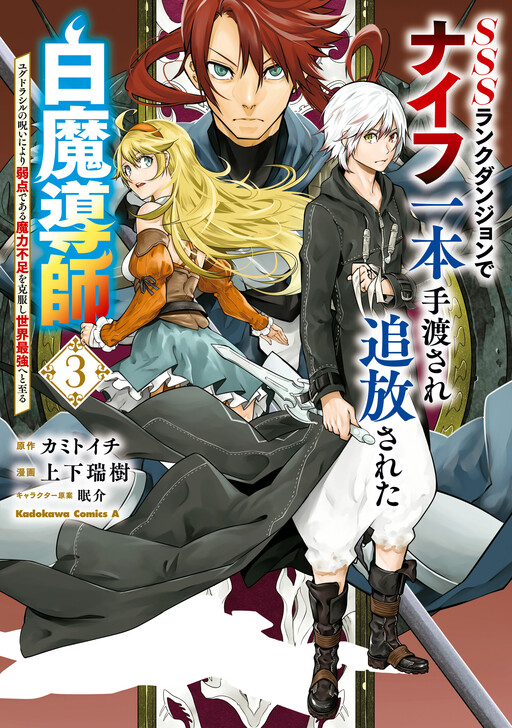 SSSランクダンジョンで
ナイフ一本手渡され
追放された
白魔導師
ユグドラシルの呪いにより弱点である魔力不足を克服し世界最強へと至る
3
原作 カミトイチ
漫画 上下瑞樹
キャラクター原案 眠介
Kadokawa Comics A